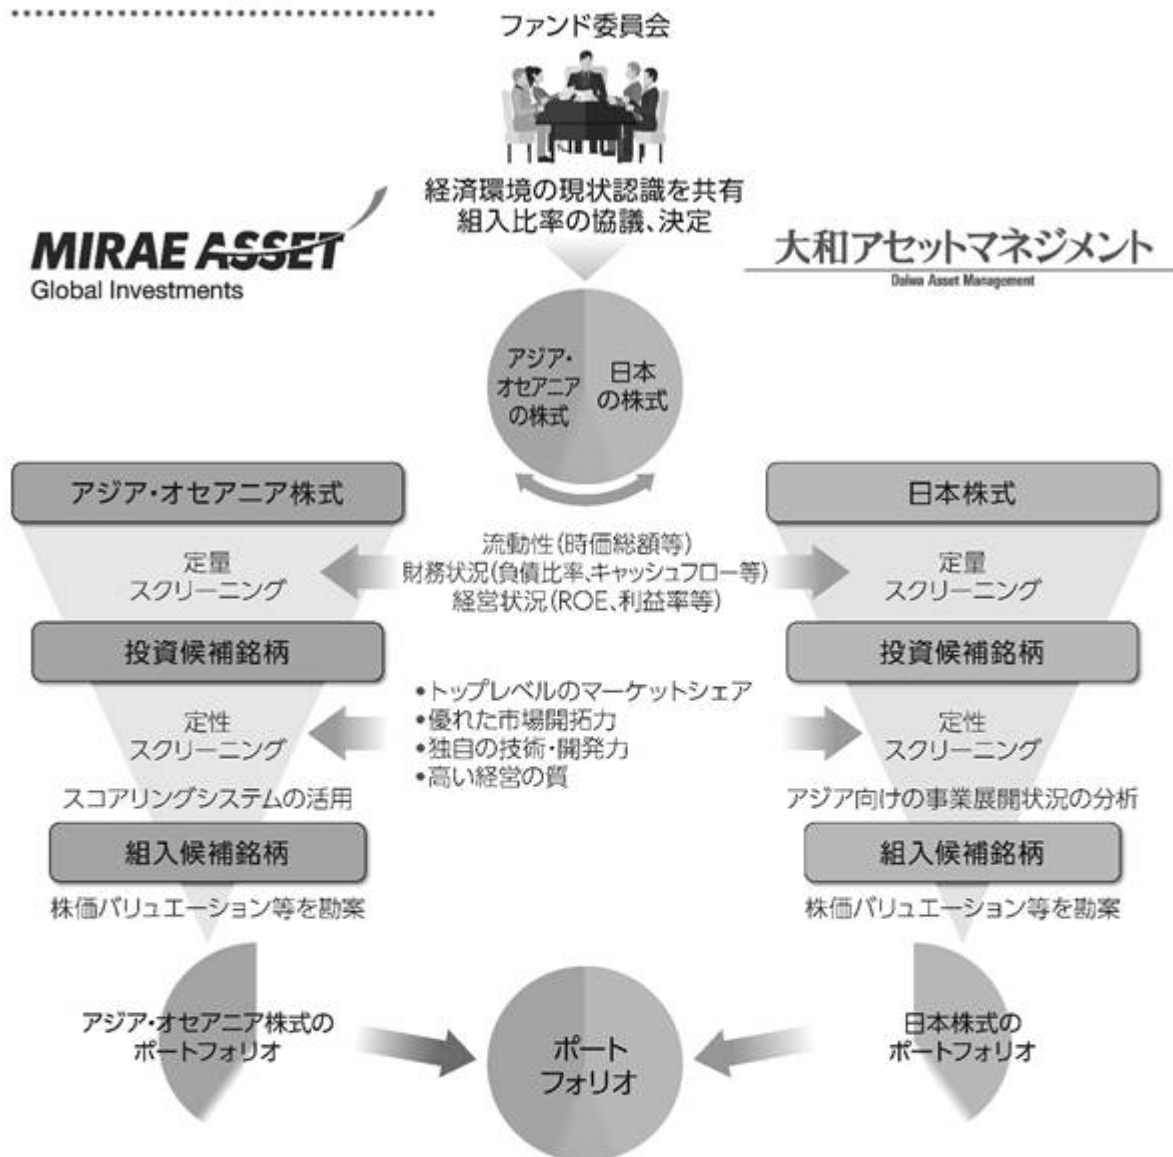 ファンド委員会
経済環境の現状認識を共有
組入比率の協議、決定
MIRAE ASSET
Global Investments
大和アセットマネジメント
Daiwa Asset Management
アジア・
オセアニア
の株式
日本
の株式
アジア・オセアニア株式
日本株式
定量
スクリーニング
流動性(時価総額等)
財務状況(負債比率、キャッシュフロー等)
経営状況(ROE、利益率等)
定量
スクリーニング
投資候補銘柄
投資候補銘柄
定性
スクリーニング
•トップレベルのマーケットシェア
•優れた市場開拓力
•独自の技術・開発力
•高い経営の質
定性
スクリーニング
スコアリングシステムの活用
アジア向けの事業展開状況の分析
組入候補銘柄
組入候補銘柄
株価バリュエーション等を勘案
株価バリュエーション等を勘案
アジア・オセアニア株式の
ポートフォリオ
ポート
フォリオ
日本株式の
ポートフォリオ